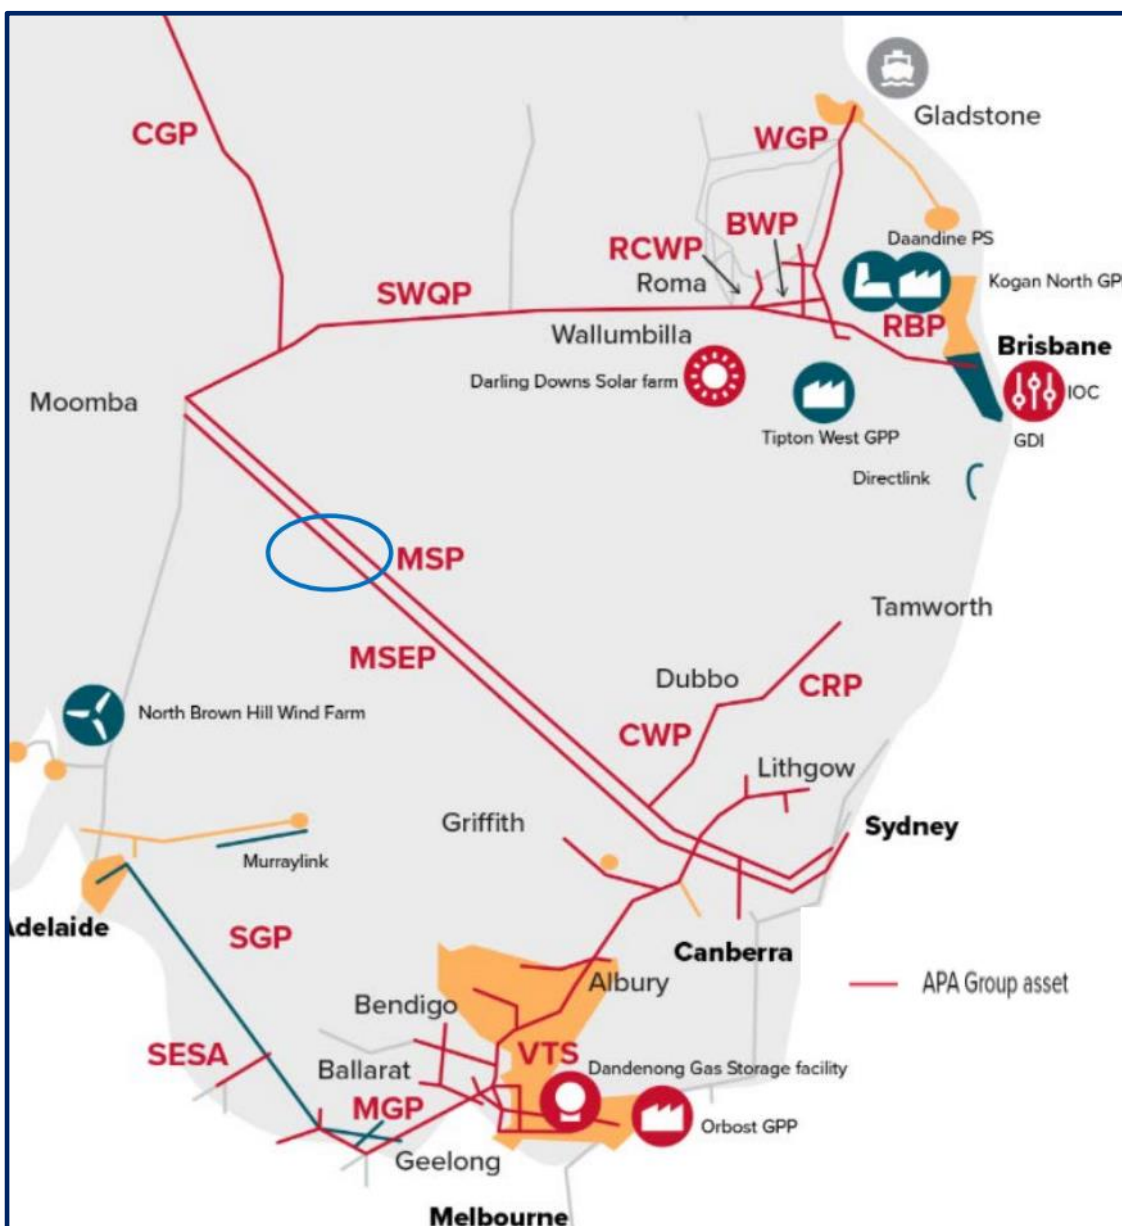 Gladstone
CGP
WGP
BWP
Daandine PS
RCWP
Roma
Kogan North GP
SWQP
RBP
Wallumbilla
Brisbane
Darling Downs Solar farm
IOC
Moomba
Tipton West GPP
GDI
Directlink
MSP
Tamworth
MSEP
Dubbo
CRP
North Brown Hill Wind Farm
CWP
Lithgow
Griffith
Sydney
Murraylink
Adelaide
SGP
Canberra
Albury
APA Group asset
Bendigo
SESA
VTS
Ballarat
Dandenong Gas Storage facility
MGP
Orbost GPP
Geelong
Melbourne